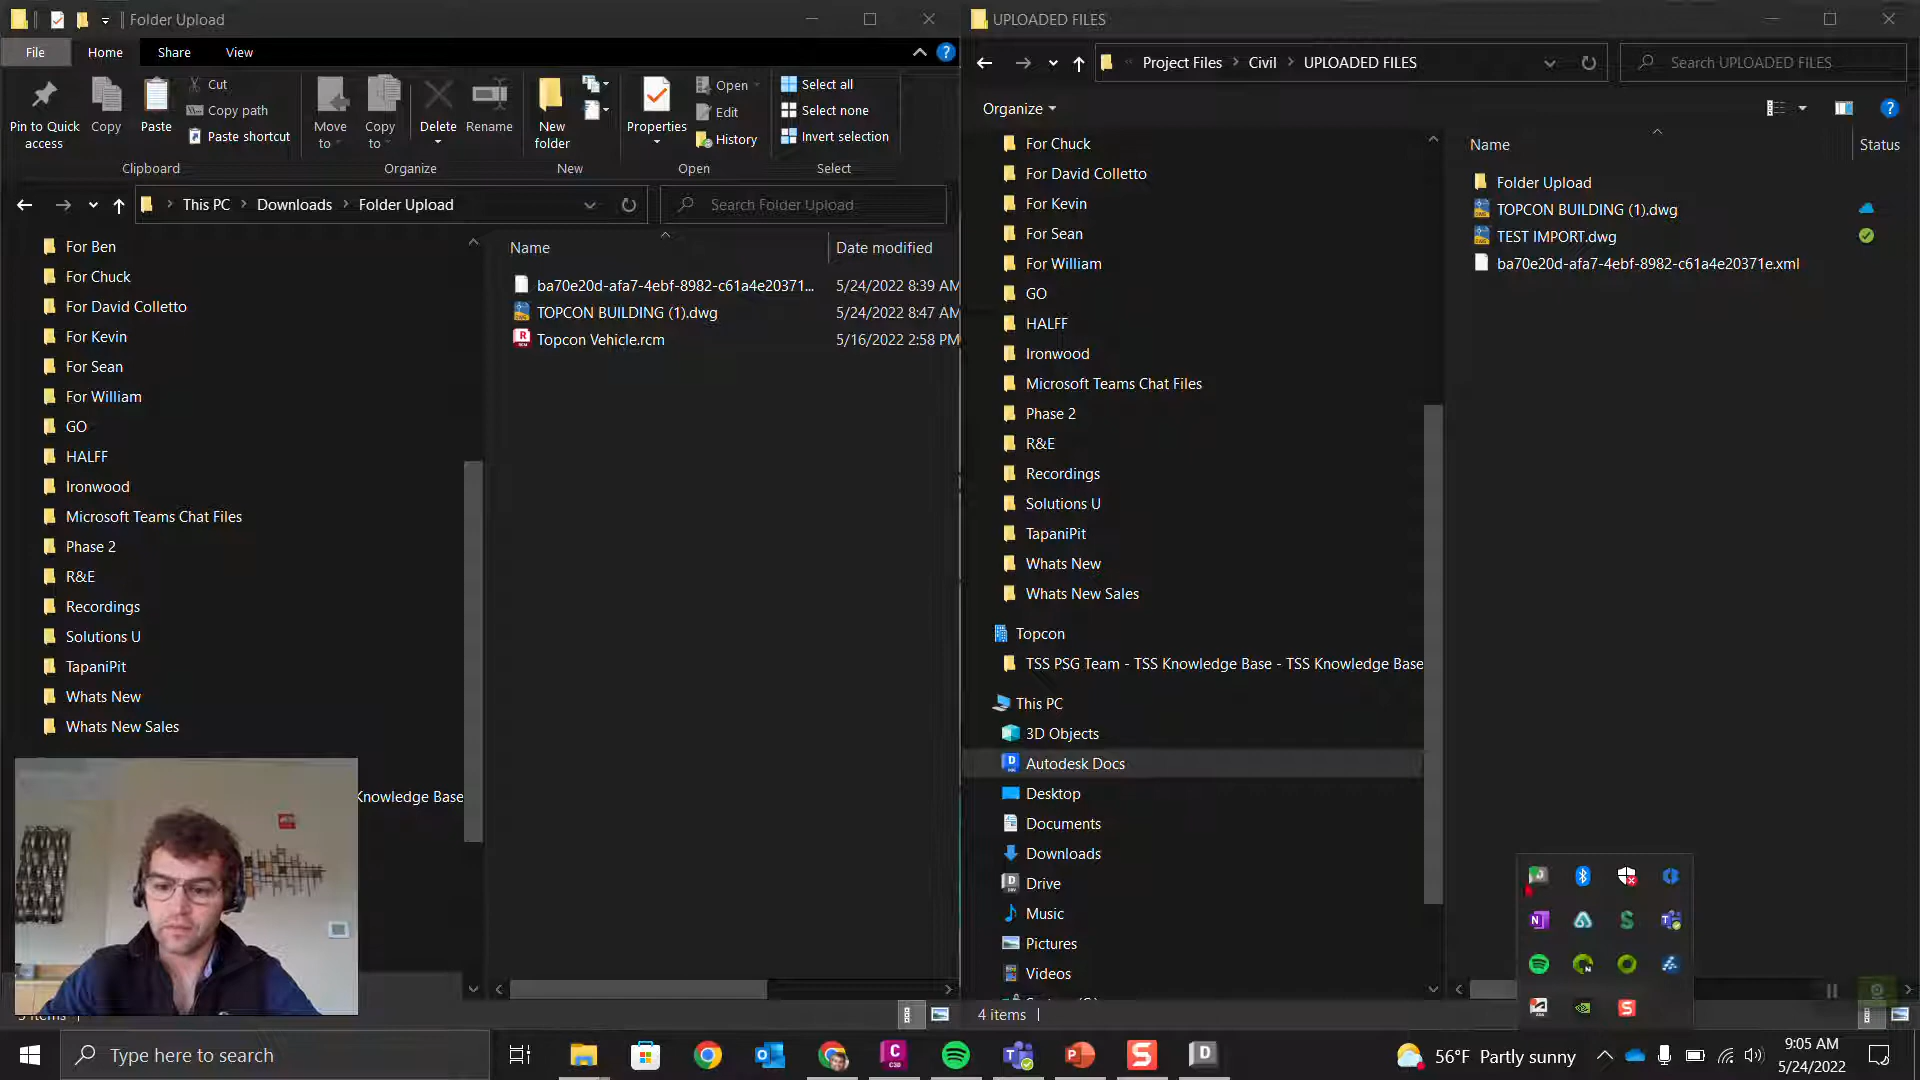 Folder Upload
File
Home
Share
View
Pin to Quick access
Copy
Paste
Cut
Copy path
Paste shortcut
Clipboard
Move to
Copy to
Delete
Rename
Organize
New folder
New
Properties
Open
Edit
History
Open
Select all
Select none
Invert selection
Select
This PC
Downloads
Folder Upload
Search Folder Upload
For Ben
For Chuck
For David Colletto
For Kevin
For Sean
For William
GO
HALFF
Ironwood
Microsoft Teams Chat Files
Phase 2
R&E
Recordings
Solutions U
TapaniPit
Whats New
Whats New Sales
Knowledge Base
Name
Date modified
ba70e20d-afa7-4ebf-8982-c61a4e20371...
5/24/2022 8:39 AM
TOPCON BUILDING (1).dwg
5/24/2022 8:47 AM
Topcon Vehicle.rcm
5/16/2022 2:58 PM
UPLOADED FILES
Project Files
Civil
UPLOADED FILES
Search UPLOADED FILES
Organize
For Chuck
For David Colletto
For Kevin
For Sean
For William
GO
HALFF
Ironwood
Microsoft Teams Chat Files
Phase 2
R&E
Recordings
Solutions U
TapaniPit
Whats New
Whats New Sales
Topcon
TSS PSG Team - TSS Knowledge Base - TSS Knowledge Base
This PC
3D Objects
Autodesk Docs
Desktop
Documents
Downloads
Drive
Music
Pictures
Videos
Name
Status
Folder Upload
TOPCON BUILDING (1).dwg
TEST IMPORT.dwg
ba70e20d-afa7-4ebf-8982-c61a4e20371e.xml
4 items
Type here to search
56°F Partly sunny
9:05 AM
5/24/2022